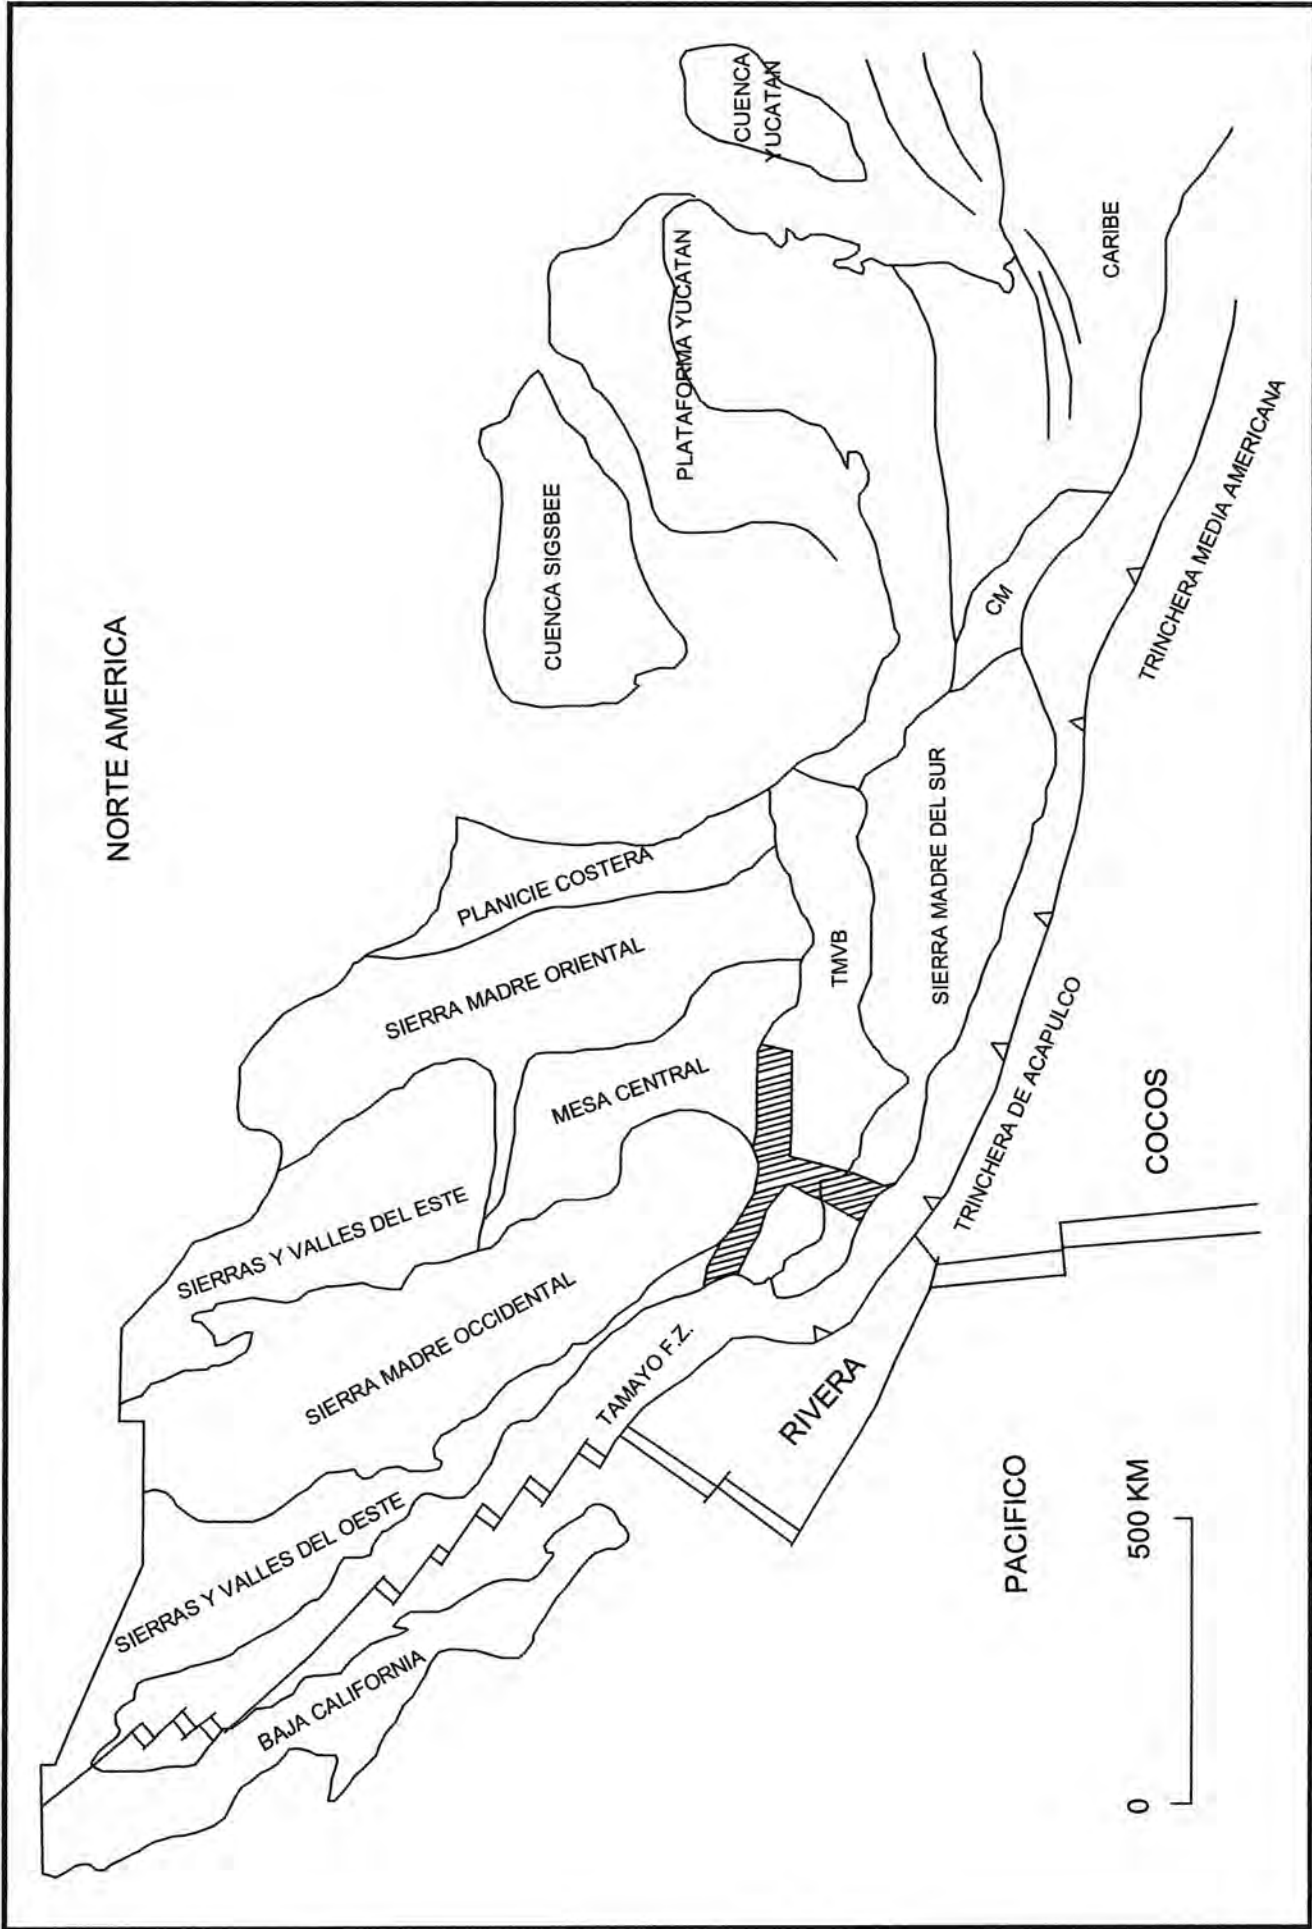 NORTE AMERICA
CUENCA
YUCATAN
CUENCA SIGSBEE
PLATAFORMA YUCATAN
CARIBE
PLANICIE COSTERA
SIERRA MADRE ORIENTAL
MESA CENTRAL
SIERRAS Y VALLES DEL ESTE
SIERRA MADRE OCCIDENTAL
SIERRAS Y VALLES DEL OESTE
BAJA CALIFORNIA
TAMAYO F.Z.
TMVB
SIERRA MADRE DEL SUR
CM
TRINCHERA MEDIA AMERICANA
TRINCHERA DE ACAPULCO
RIVERA
COCOS
PACIFICO
0 500 KM